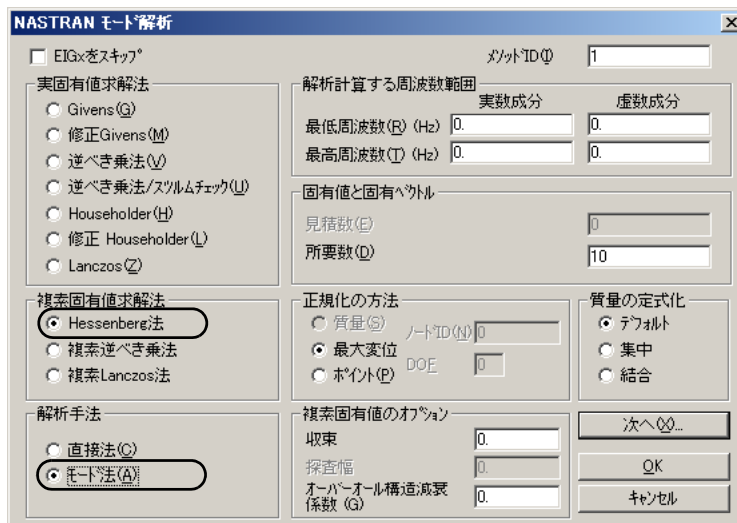 NASTRAN モード解析
EIGxをスキップ
メソッドID(I) 1
実固有値求解法
Givens(G)
修正Givens(M)
逆べき乗法(V)
逆べき乗法/スツルムチェック(U)
Householder(H)
修正 Householder(L)
Lanczos(Z)
解析計算する周波数範囲
実数成分 虚数成分
最低周波数(R) (Hz) 0. 0.
最高周波数(T) (Hz) 0. 0.
固有値と固有ベクトル
見積数(E) 0
所要数(D) 10
複素固有値求解法
Hessenberg法
複素逆べき乗法
複素Lanczos法
正規化の方法
質量(S) ノードID(N) 0
最大変位
ポイント(P) DOF 0
質量の定式化
デフォルト
集中
結合
解析手法
直接法(C)
モード法(A)
複素固有値のオプション
収束 0.
探査幅 0.
オーバーオール構造減衰
係数 (G) 0.
次へ(X)...
OK
キャンセル